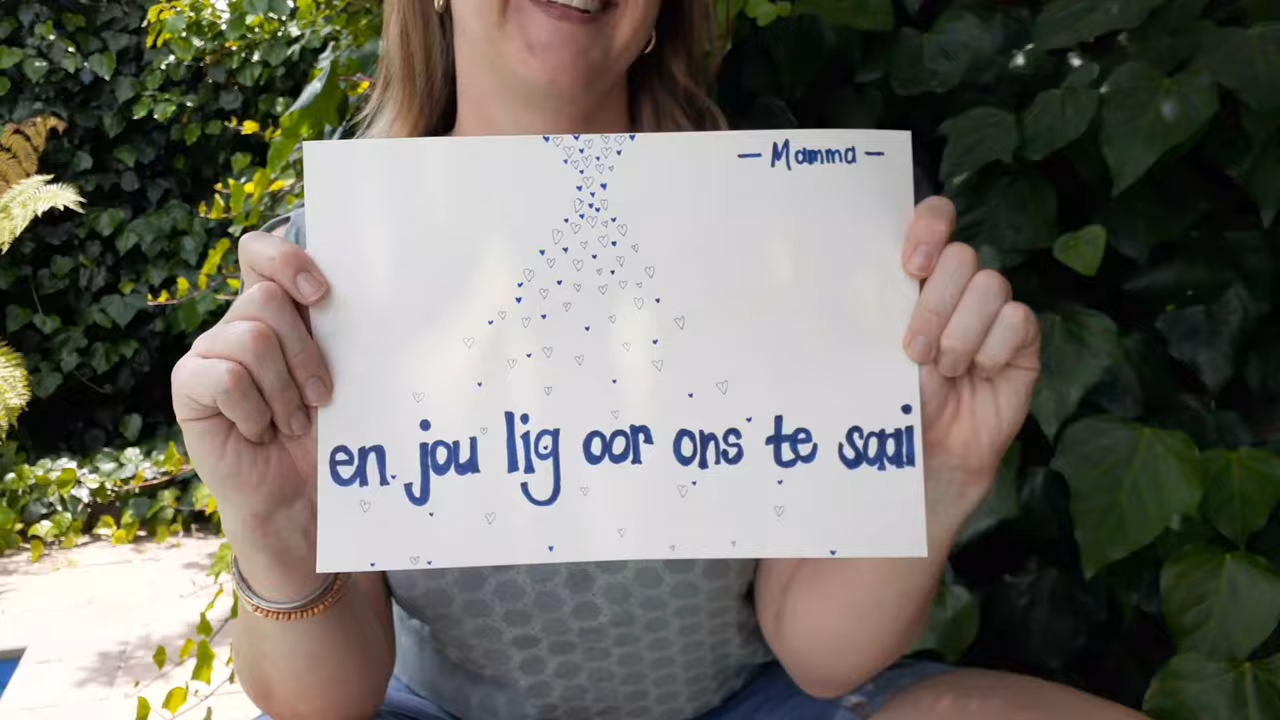 — Mamma —
en jou lig oor ons te saai